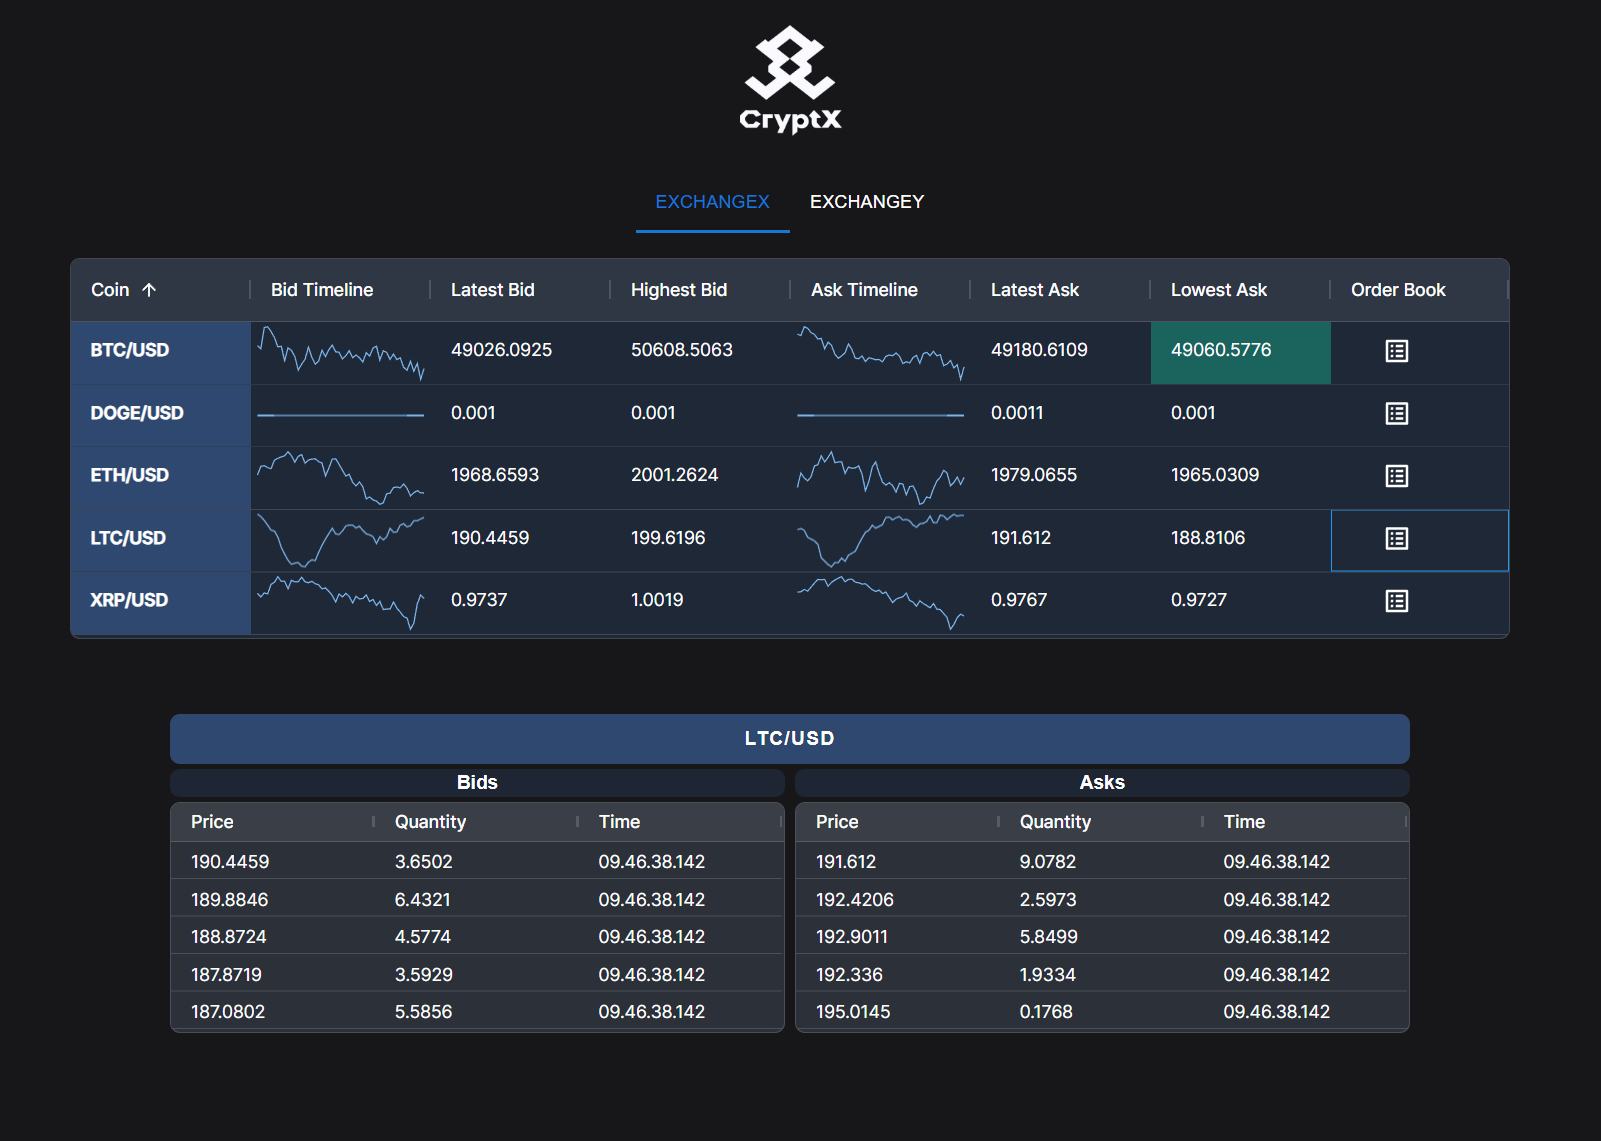 CryptX
EXCHANGEX EXCHANGEY
Coin Bid Timeline Latest Bid Highest Bid Ask Timeline Latest Ask Lowest Ask Order Book
BTC/USD 49026.0925 50608.5063 49180.6109 49060.5776
DOGE/USD 0.001 0.001 0.0011 0.001
ETH/USD 1968.6593 2001.2624 1979.0655 1965.0309
LTC/USD 190.4459 199.6196 191.612 188.8106
XRP/USD 0.9737 1.0019 0.9767 0.9727
LTC/USD
Bids Asks
Price Quantity Time Price Quantity Time
190.4459 3.6502 09.46.38.142 191.612 9.0782 09.46.38.142
189.8846 6.4321 09.46.38.142 192.4206 2.5973 09.46.38.142
188.8724 4.5774 09.46.38.142 192.9011 5.8499 09.46.38.142
187.8719 3.5929 09.46.38.142 192.336 1.9334 09.46.38.142
187.0802 5.5856 09.46.38.142 195.0145 0.1768 09.46.38.142